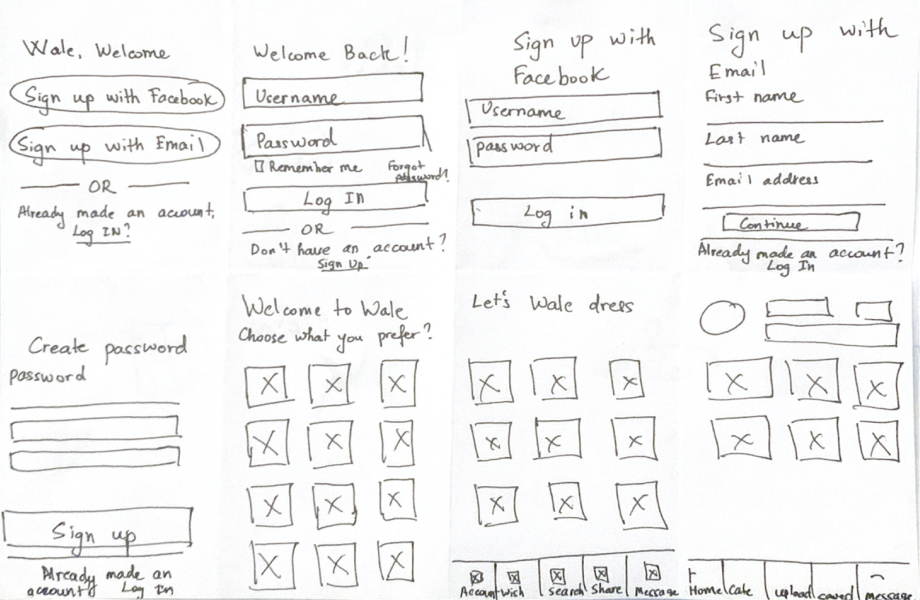 Wale, Welcome
Sign up with Facebook
Sign up with Email
OR
Already made an account,
Log IN?
Welcome Back!
Username
Password
Remember me
Forgot
password?
Log In
OR
Don't have an account?
Sign Up
Sign up with
Facebook
Username
password
Log in
Sign up with
Email
First name
Last name
Email address
Continue
Already made an account?
Log In
Create password
password
Sign up
Already made an
account? Log In
Welcome to Wale
Choose what you prefer?
Let's Wale dress
Account Wish Search Share Message
Home Cate upload saved message